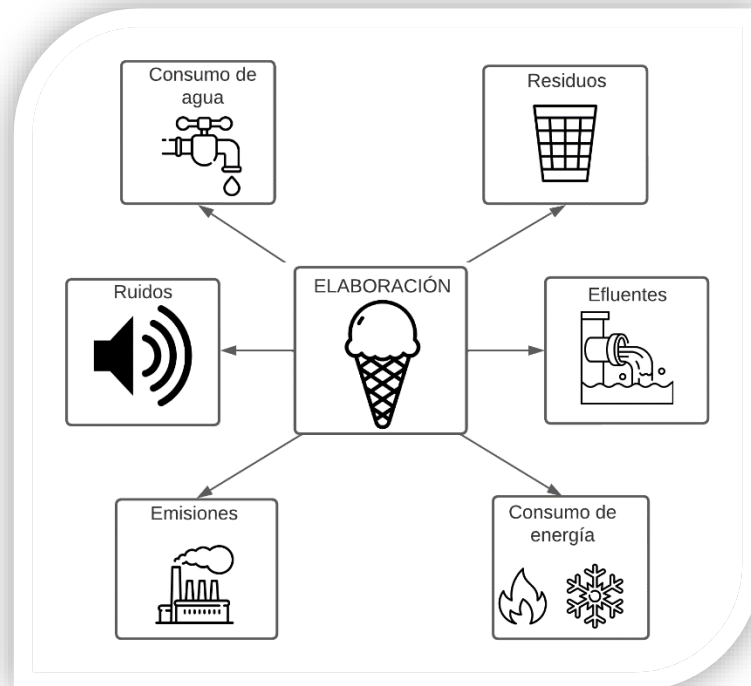 Consumo de
agua
Residuos
Ruidos
ELABORACIÓN
Efluentes
Emisiones
Consumo de
energía